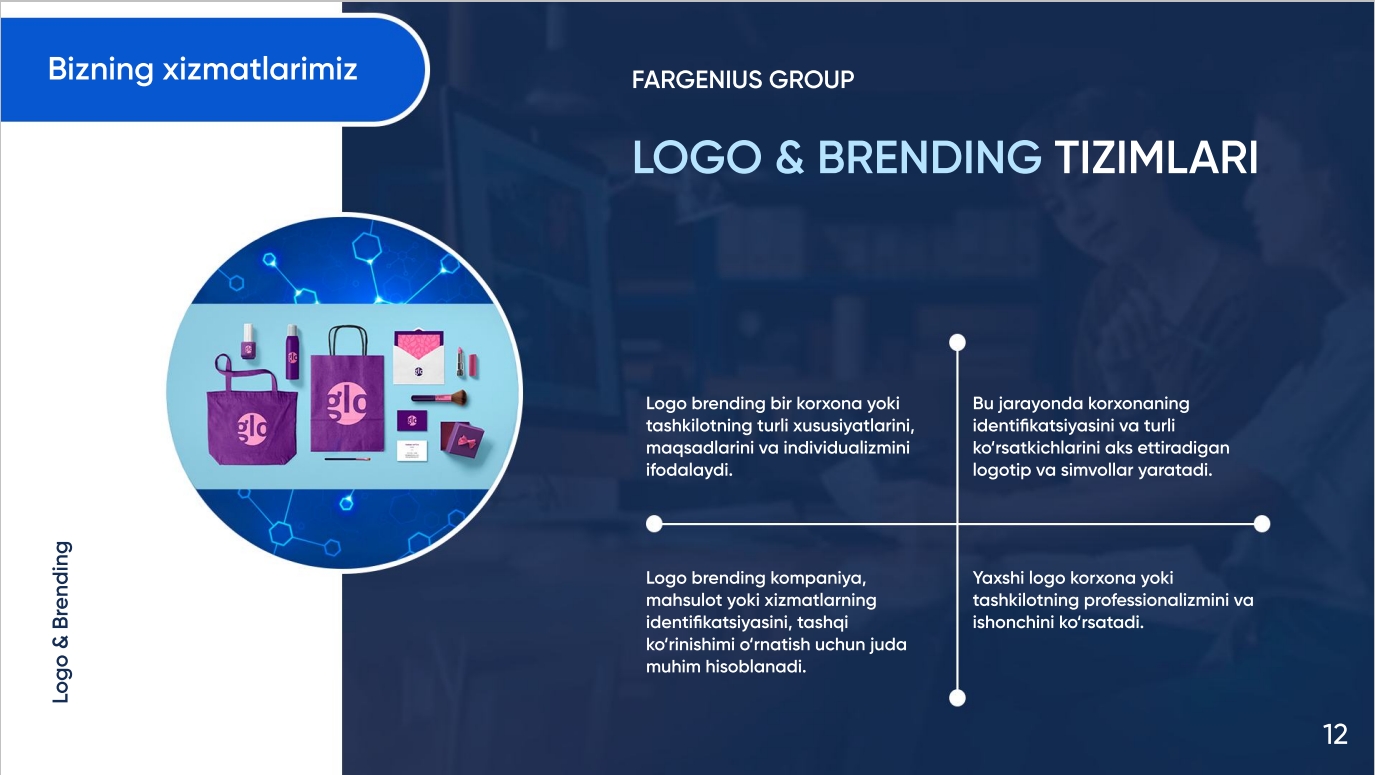 Bizning xizmatlarimiz
FARGENIUS GROUP
LOGO & BRENDING TIZIMLARI
glo
glo
Logo brending bir korxona yoki
tashkilotning turli xususiyatlarini,
maqsadlarini va individualizmini
ifodalaydi.
Bu jarayonda korxonaning
identifikatsiyasini va turli
ko‘rsatkichlarini aks ettiradigan
logotip va simvollar yaratadi.
Logo brending kompaniya,
mahsulot yoki xizmatlarning
identifikatsiyasini, tashqi
ko‘rinishimi o‘rnatish uchun juda
muhim hisoblanadi.
Yaxshi logo korxona yoki
tashkilotning professionalizmini va
ishonchini ko‘rsatadi.
Logo & Brending
12